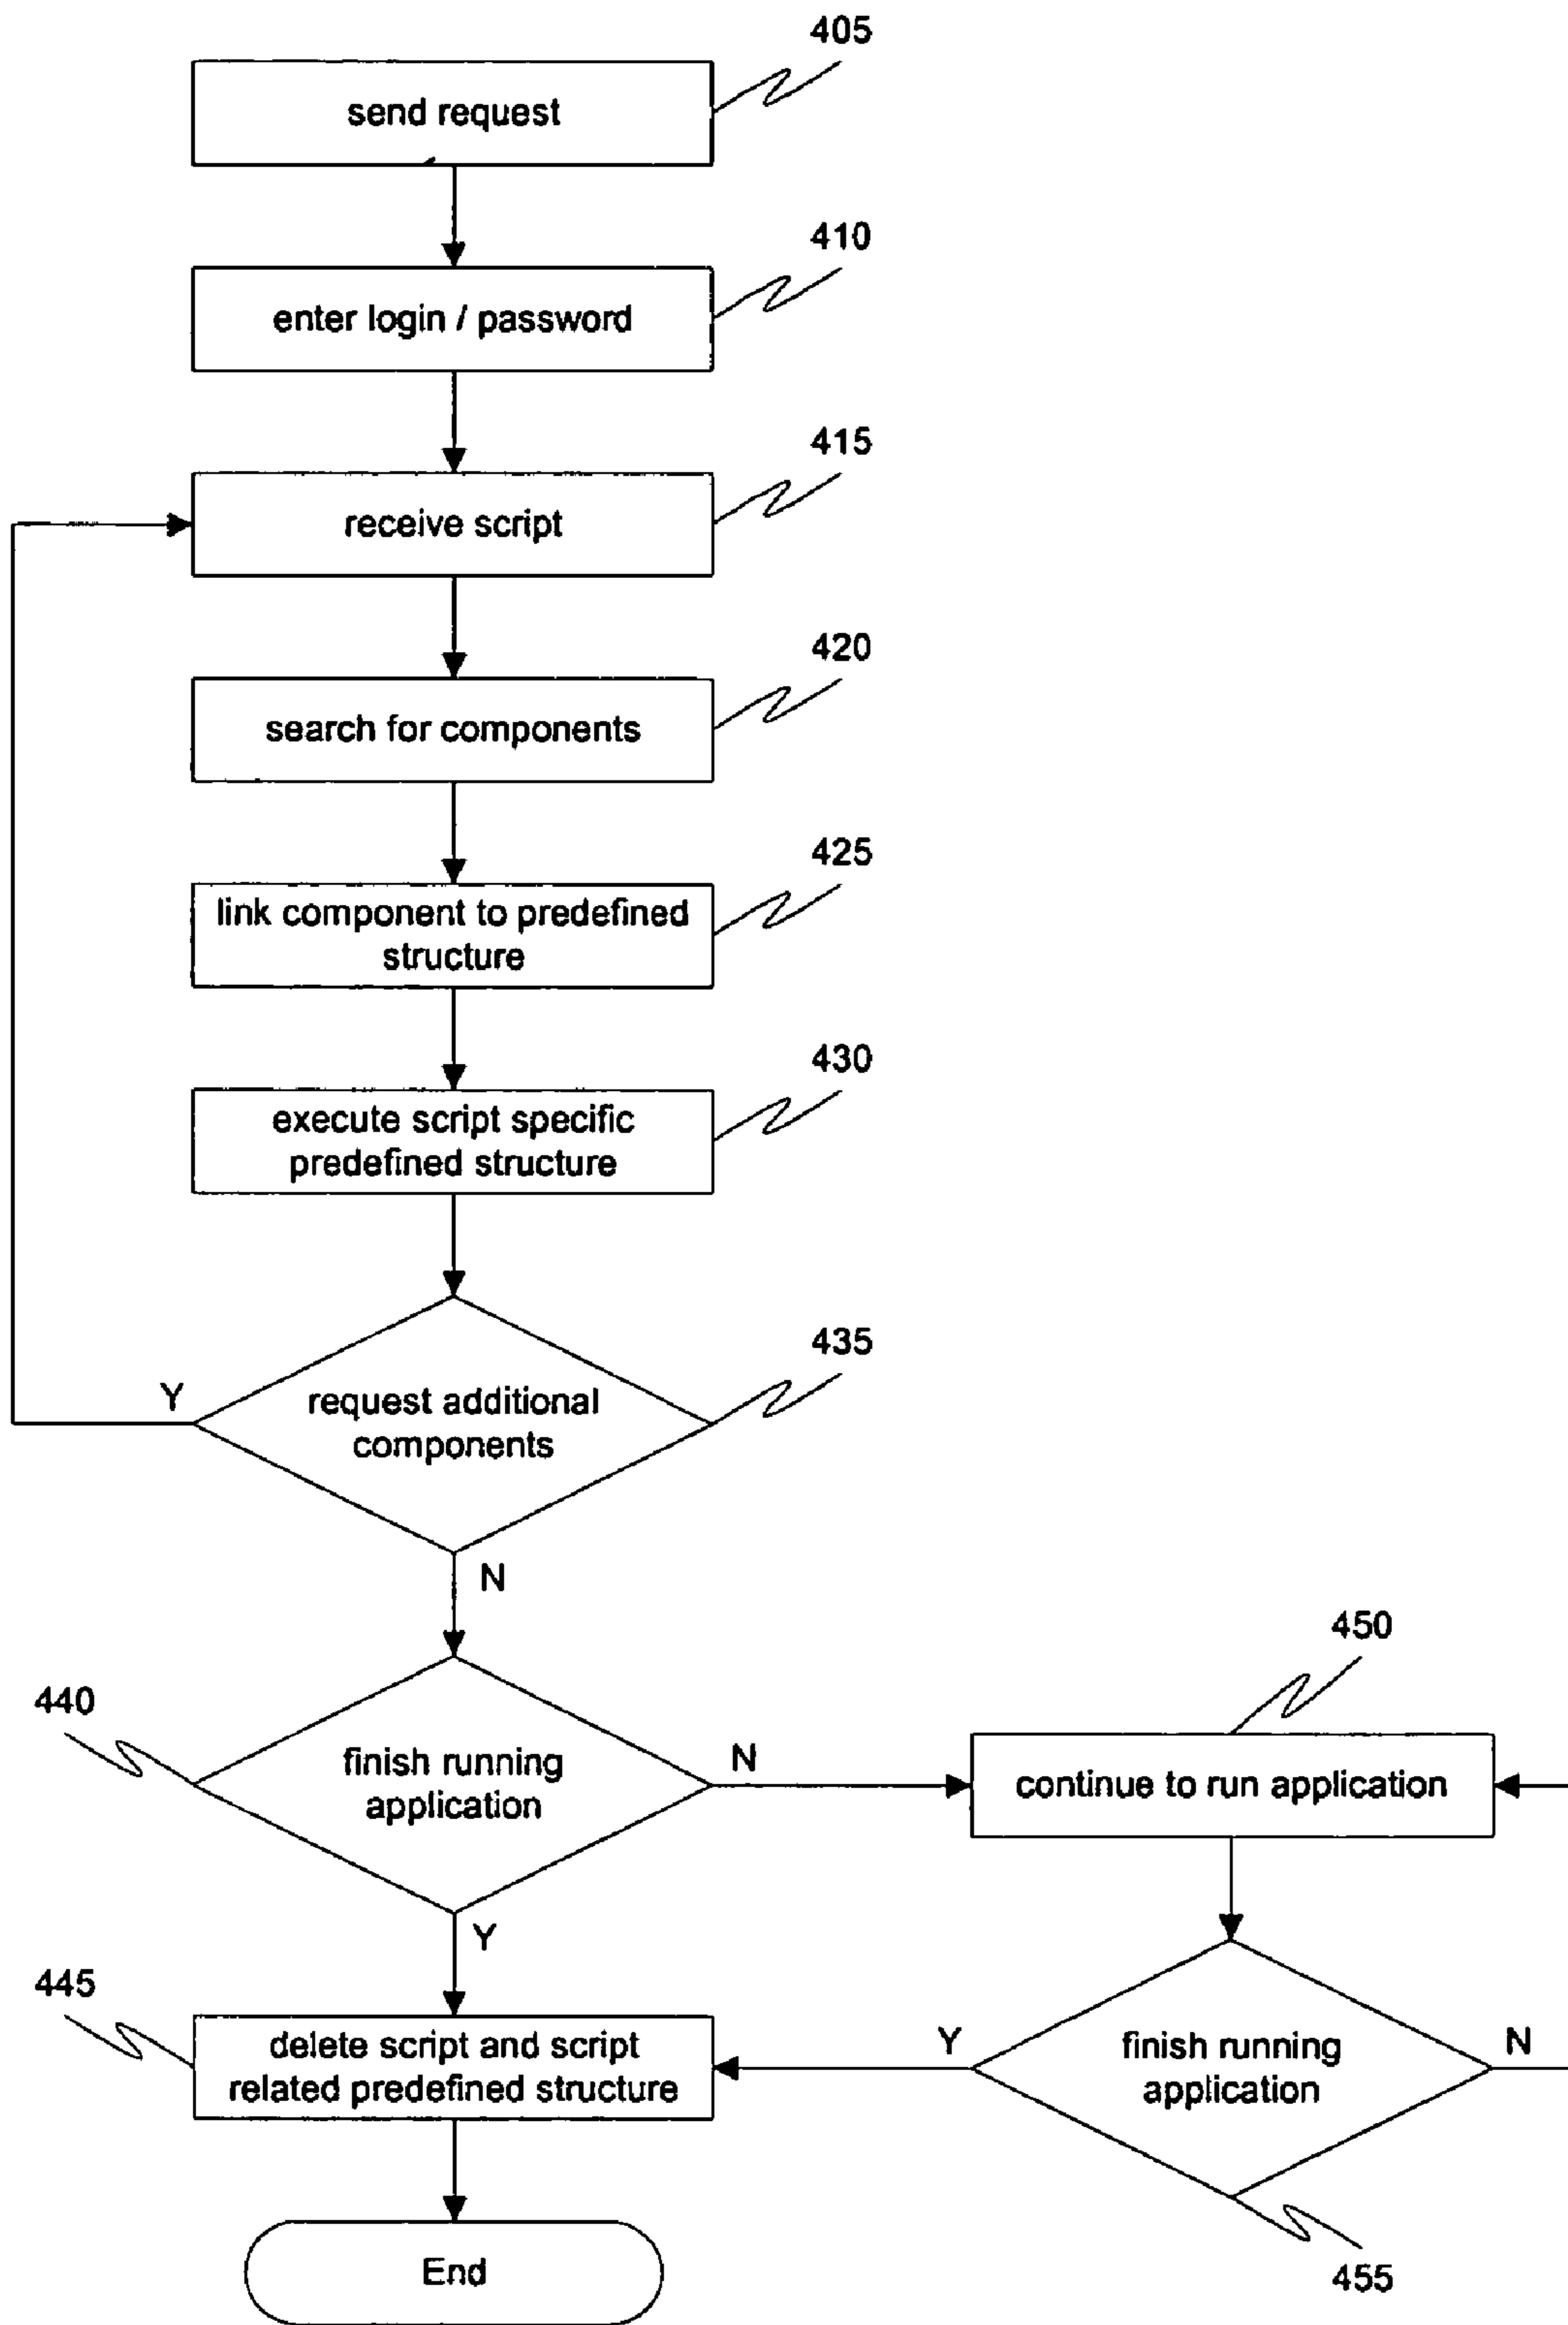 405
send request
410
enter login / password
415
receive script
420
search for components
425
link component to predefined
structure
430
execute script specific
predefined structure
435
Y
request additional
components
N
450
440
finish running
application
N
continue to run application
Y
445
delete script and script
related predefined structure
Y
finish running
application
N
End
455